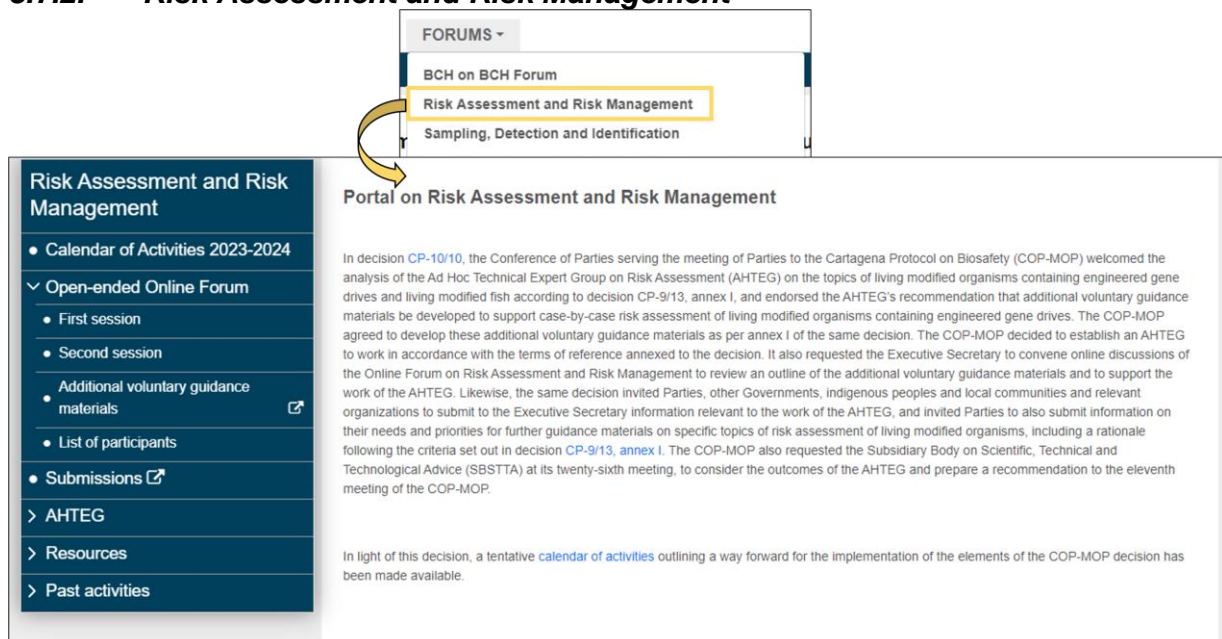 Risk Assessment and Risk Management
FORUMS
BCH on BCH Forum
Risk Assessment and Risk Management
Sampling, Detection and Identification
Risk Assessment and Risk
Management
Calendar of Activities 2023-2024
Open-ended Online Forum
First session
Second session
Additional voluntary guidance
materials
List of participants
Submissions
AHTEG
Resources
Past activities
Portal on Risk Assessment and Risk Management
In decision CP-10/10, the Conference of Parties serving the meeting of Parties to the Cartagena Protocol on Biosafety (COP-MOP) welcomed the
analysis of the Ad Hoc Technical Expert Group on Risk Assessment (AHTEG) on the topics of living modified organisms containing engineered gene
drives and living modified fish according to decision CP-9/13, annex I, and endorsed the AHTEG's recommendation that additional voluntary guidance
materials be developed to support case-by-case risk assessment of living modified organisms containing engineered gene drives. The COP-MOP
agreed to develop these additional voluntary guidance materials as per annex I of the same decision. The COP-MOP decided to establish an AHTEG
to work in accordance with the terms of reference annexed to the decision. It also requested the Executive Secretary to convene online discussions of
the Online Forum on Risk Assessment and Risk Management to review an outline of the additional voluntary guidance materials and to support the
work of the AHTEG. Likewise, the same decision invited Parties, other Governments, indigenous peoples and local communities and relevant
organizations to submit to the Executive Secretary information relevant to the work of the AHTEG, and invited Parties to also submit information on
their needs and priorities for further guidance materials on specific topics of risk assessment of living modified organisms, including a rationale
following the criteria set out in decision CP-9/13, annex I. The COP-MOP also requested the Subsidiary Body on Scientific, Technical and
Technological Advice (SBSTTA) at its twenty-sixth meeting, to consider the outcomes of the AHTEG and prepare a recommendation to the eleventh
meeting of the COP-MOP.
In light of this decision, a tentative calendar of activities outlining a way forward for the implementation of the elements of the COP-MOP decision has
been made available.